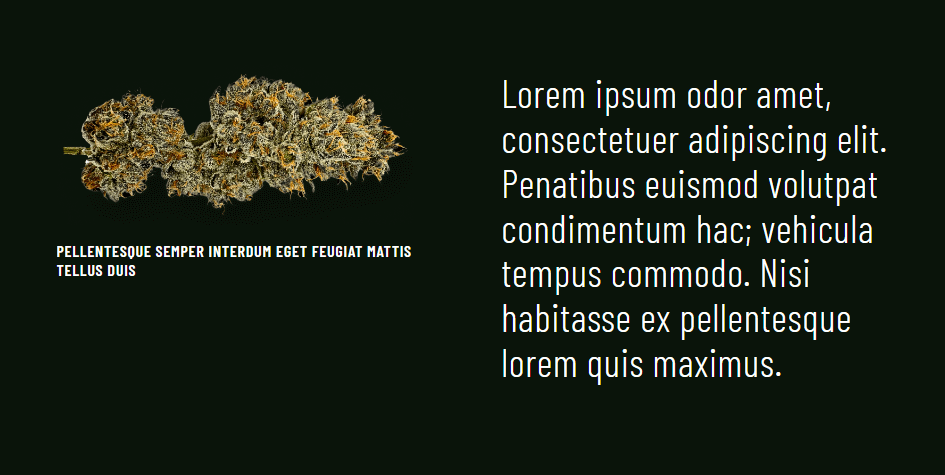 PELLENTESQUE SEMPER INTERDUM EGET FEUGIAT MATTIS
TELLUS DUIS
Lorem ipsum odor amet,
consectetuer adipiscing elit.
Penatibus euismod volutpat
condimentum hac; vehicula
tempus commodo. Nisi
habitasse ex pellentesque
lorem quis maximus.